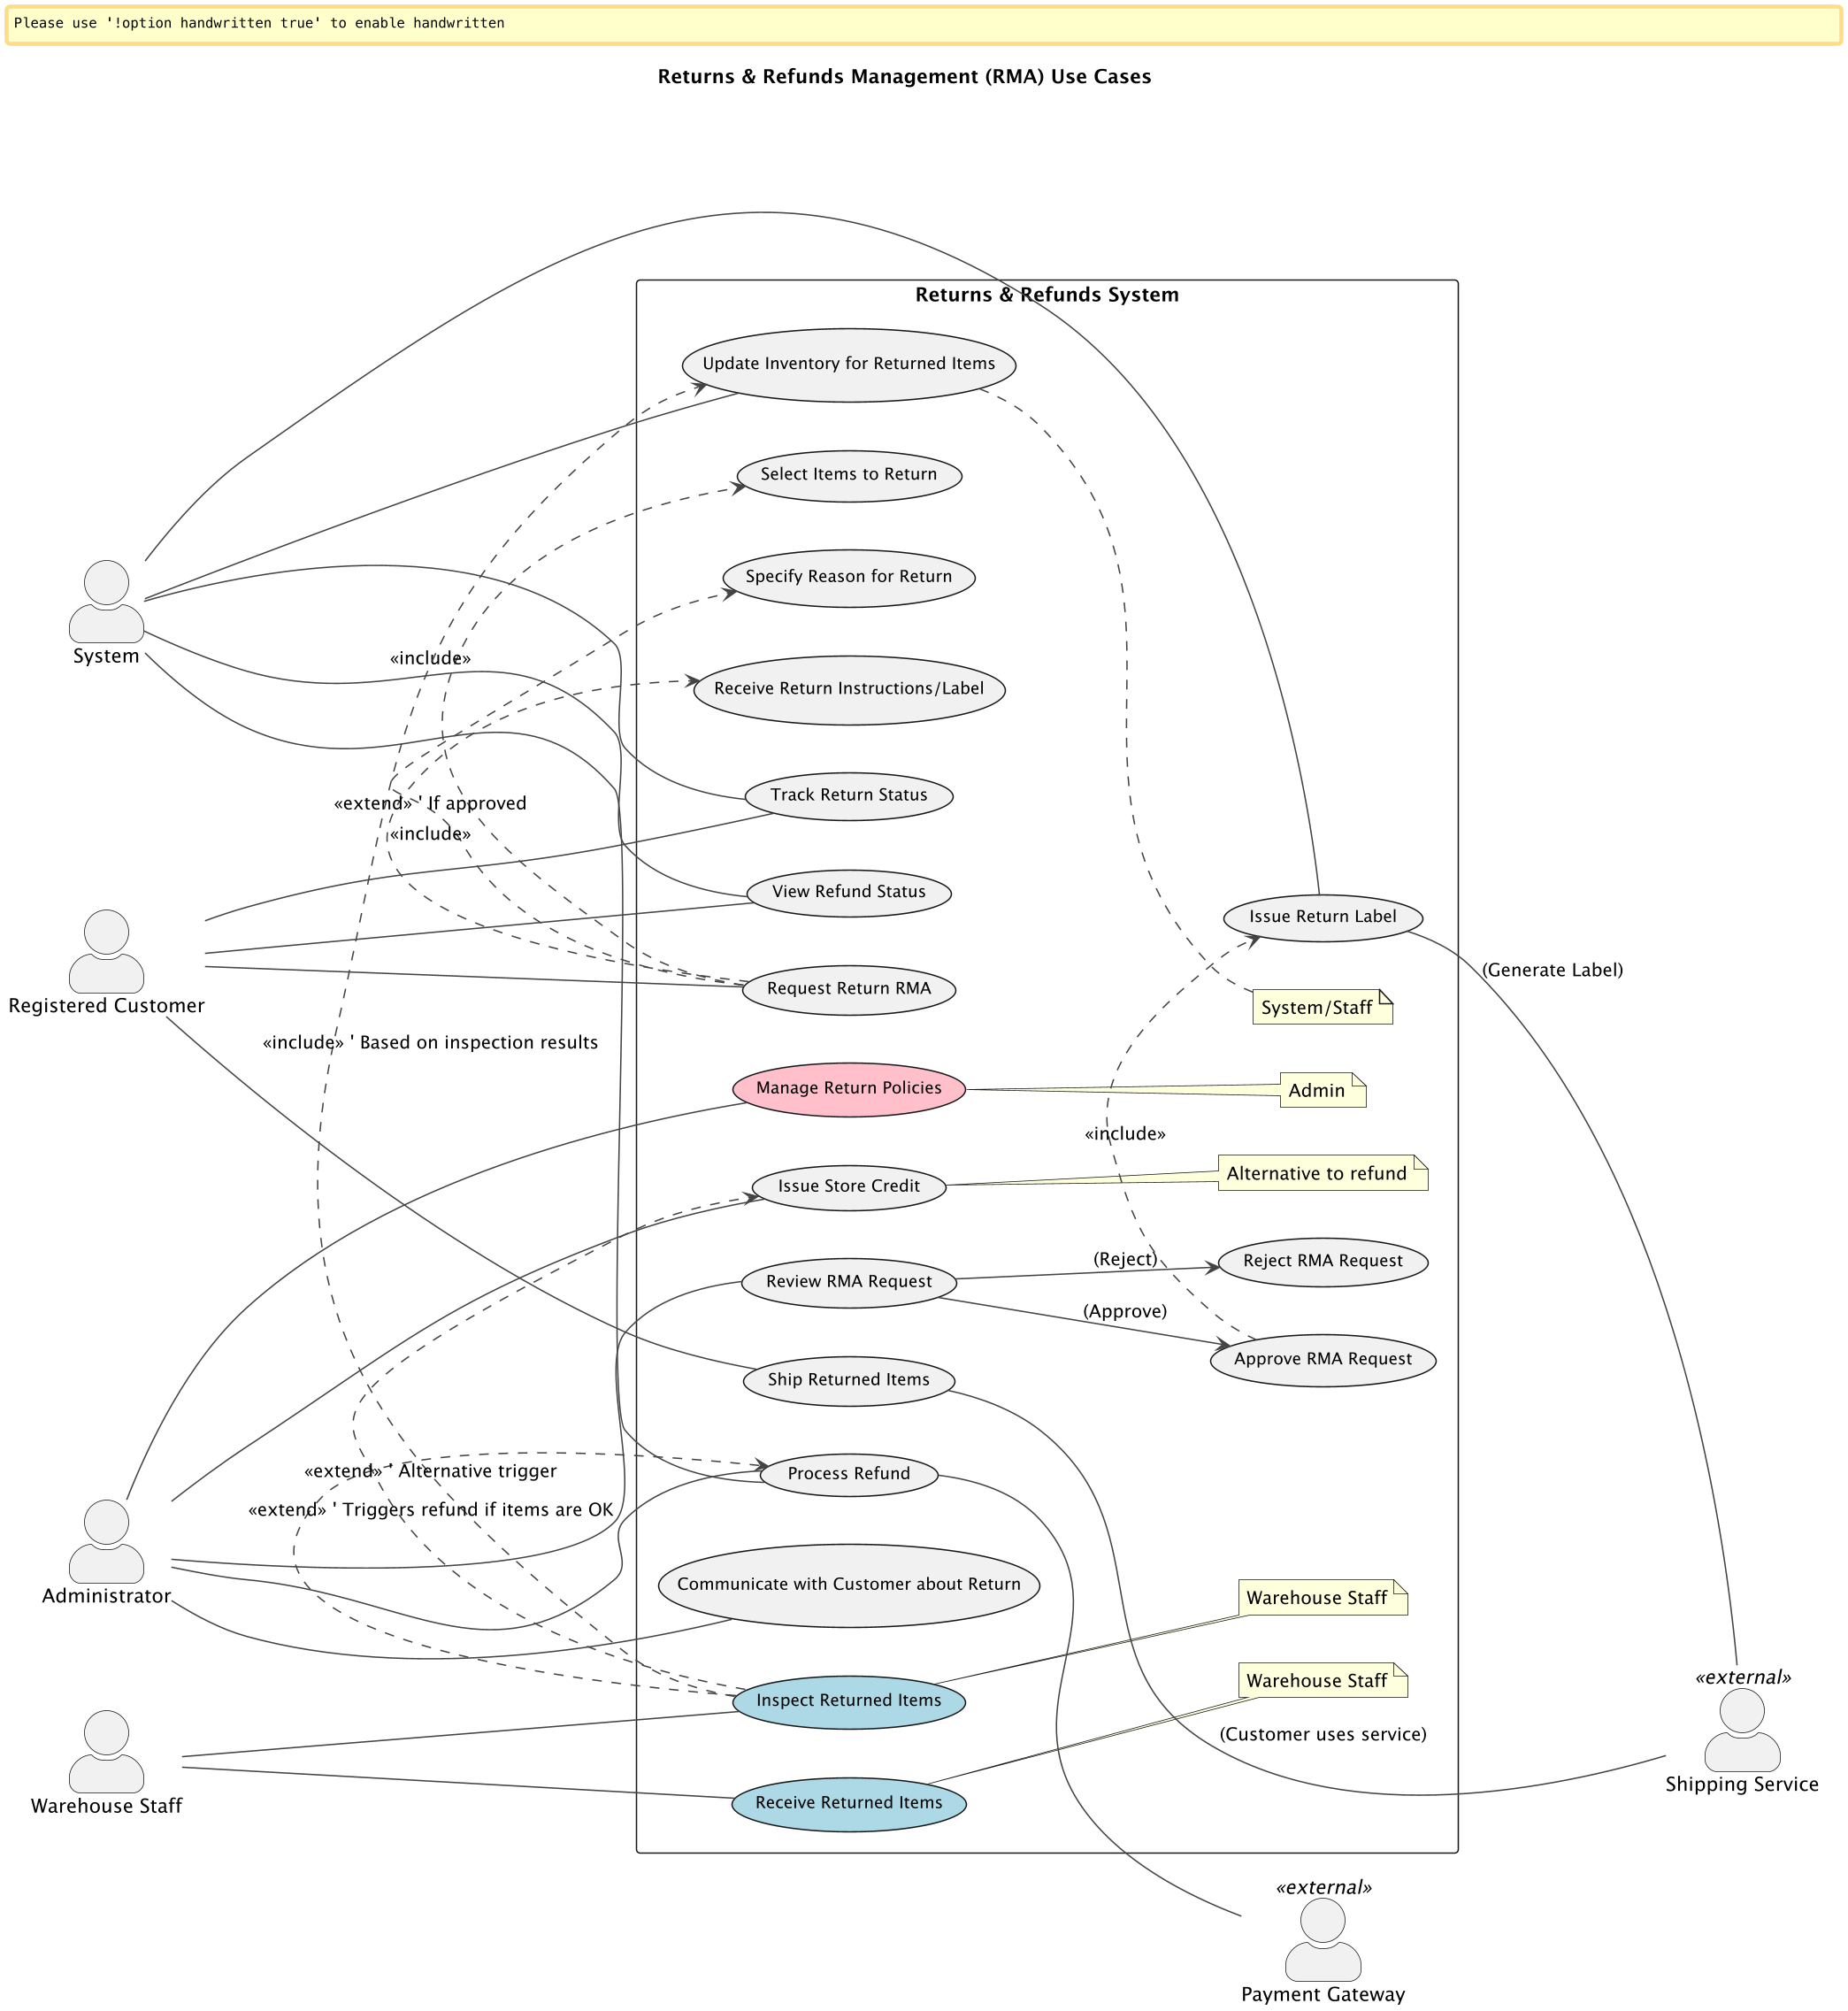 Please use '!option handwritten true' to enable handwritten
Returns & Refunds Management (RMA) Use Cases
Returns & Refunds System
Update Inventory for Returned Items
Select Items to Return
Specify Reason for Return
System
«include»
Receive Return Instructions/Label
Track Return Status
«extend» ' If approved
«include»
View Refund Status
Issue Return Label
(Generate Label)
Registered Customer
Request Return RMA
System/Staff
«include» ' Based on inspection results
Manage Return Policies
Admin
«include»
Issue Store Credit
Alternative to refund
(Reject)
Reject RMA Request
Review RMA Request
(Approve)
Approve RMA Request
Ship Returned Items
«extend» ' Alternative trigger
Process Refund
«extend» ' Triggers refund if items are OK
Administrator
Communicate with Customer about Return
Warehouse Staff
«external»
Warehouse Staff
Inspect Returned Items
(Customer uses service)
Shipping Service
Warehouse Staff
Receive Returned Items
«external»
Payment Gateway